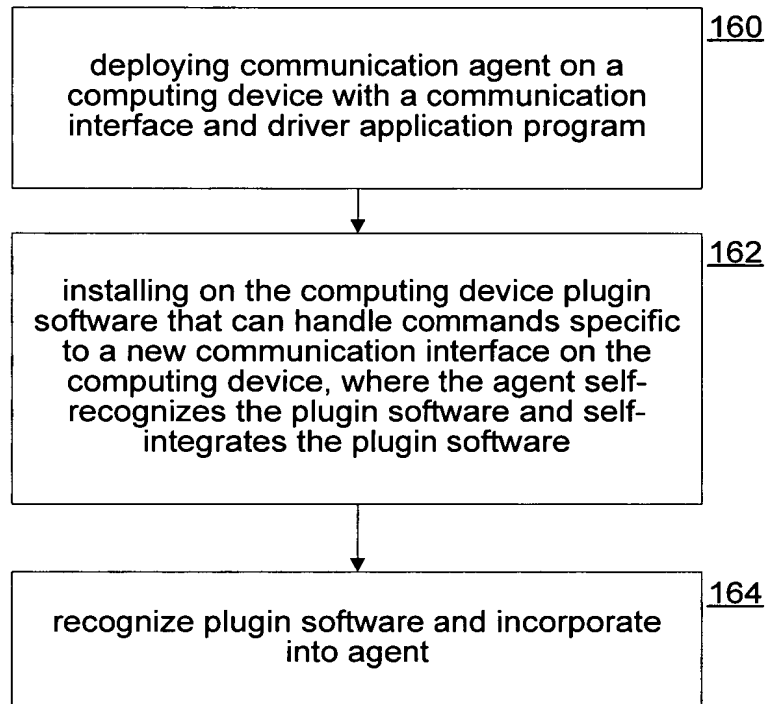 160
deploying communication agent on a
computing device with a communication
interface and driver application program
162
installing on the computing device plugin
software that can handle commands specific
to a new communication interface on the
computing device, where the agent self-
recognizes the plugin software and self-
integrates the plugin software
164
recognize plugin software and incorporate
into agent